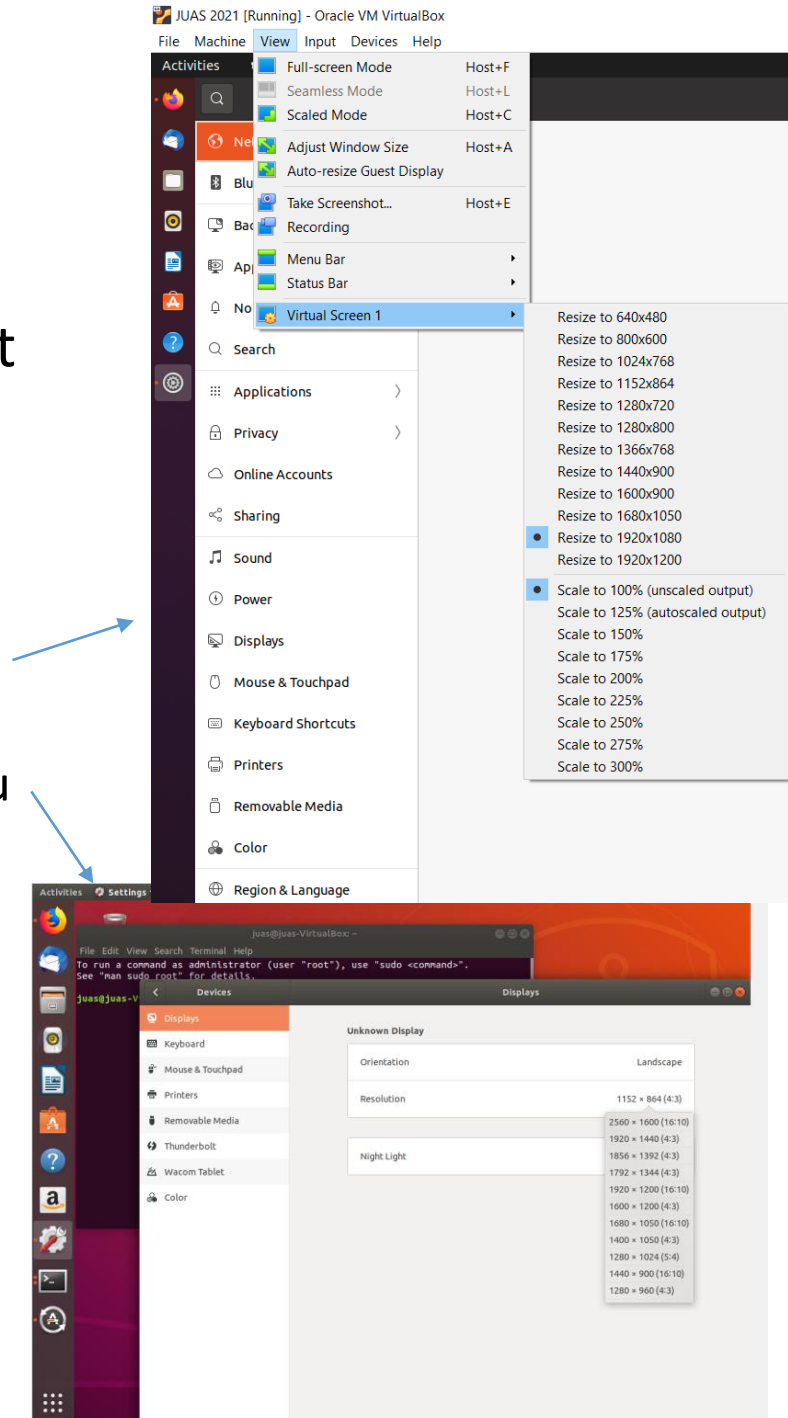 JUAS 2021 [Running] - Oracle VM VirtualBox
File Machine View Input Devices Help
Activities
Full-screen Mode Host+F
Seamless Mode Host+L
Scaled Mode Host+C
Adjust Window Size Host+A
Auto-resize Guest Display
Take Screenshot... Host+E
Recording
Menu Bar
Status Bar
Virtual Screen 1
Resize to 640x480
Resize to 800x600
Resize to 1024x768
Resize to 1152x864
Resize to 1280x720
Resize to 1280x800
Resize to 1366x768
Resize to 1440x900
Resize to 1600x900
Resize to 1680x1050
Resize to 1920x1080
Resize to 1920x1200
Scale to 100% (unscaled output)
Scale to 125% (autoscaled output)
Scale to 150%
Scale to 175%
Scale to 200%
Scale to 225%
Scale to 250%
Scale to 275%
Scale to 300%
Ne
Blu
Bac
Ap
No
Search
Applications
Privacy
Online Accounts
Sharing
Sound
Power
Displays
Mouse & Touchpad
Keyboard Shortcuts
Printers
Removable Media
Color
Region & Language
t
u
Activities Settings
juas@juas-VirtualBox: ~
File Edit View Search Terminal Help
To run a command as administrator (user "root"), use "sudo <command>".
See "man sudo_root" for details.
juas@juas-V
Devices
Displays
Displays
Keyboard
Mouse & Touchpad
Printers
Removable Media
Thunderbolt
Wacom Tablet
Color
Unknown Display
Orientation Landscape
Resolution 1152 × 864 (4:3)
Night Light
2560 × 1600 (16:10)
1920 × 1440 (4:3)
1856 × 1392 (4:3)
1792 × 1344 (4:3)
1920 × 1200 (16:10)
1600 × 1200 (4:3)
1680 × 1050 (16:10)
1400 × 1050 (4:3)
1280 × 1024 (5:4)
1440 × 900 (16:10)
1280 × 960 (4:3)